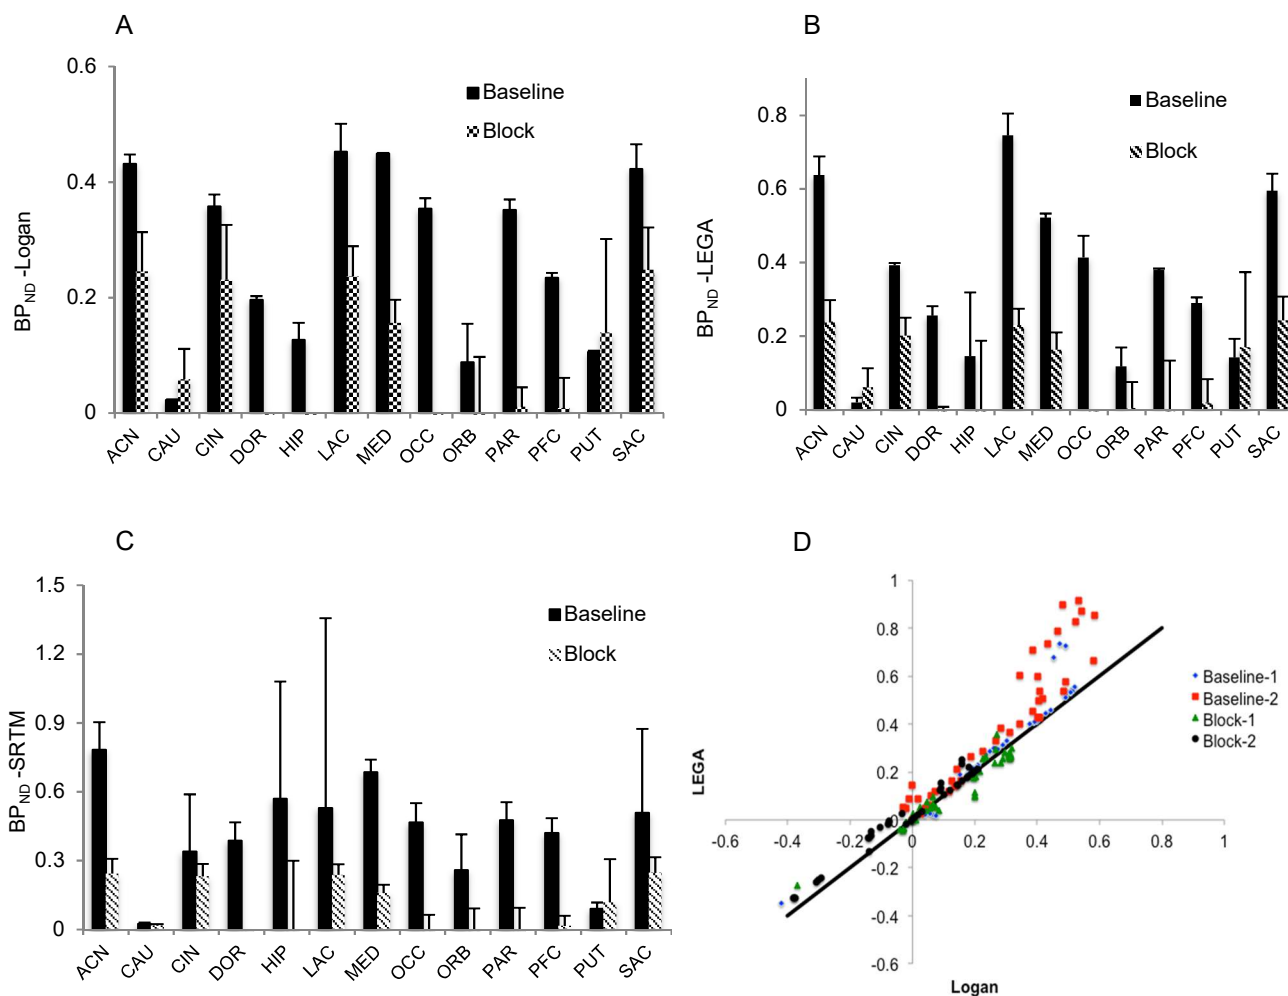 A
BP_ND -Logan
0.6
0.4
0.2
0
Baseline
Block
ACN CAU CIN DOR HIP LAC MED OCC ORB PAR PFC PUT SAC
B
BP_ND -LEGA
0.8
0.6
0.4
0.2
0
Baseline
Block
ACN CAU CIN DOR HIP LAC MED OCC ORB PAR PFC PUT SAC
C
BP_ND -SRTM
1.5
1.2
0.9
0.6
0.3
0
Baseline
Block
ACN CAU CIN DOR HIP LAC MED OCC ORB PAR PFC PUT SAC
D
LEGA
1
0.8
0.6
0.4
0.2
0
-0.6 -0.4 -0.2 0 0.2 0.4 0.6 0.8 1
-0.2
-0.4
-0.6
Baseline-1
Baseline-2
Block-1
Block-2
Logan